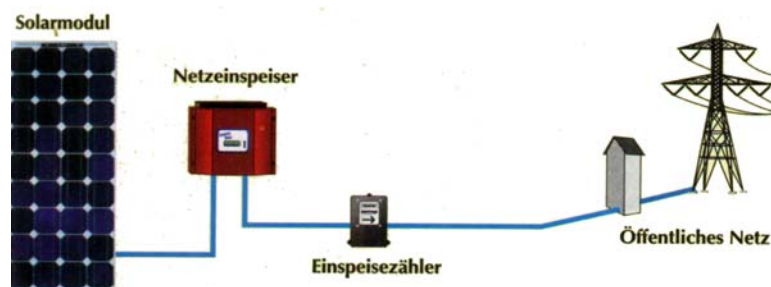 Solarmodul
Netzeinspeiser
Einspeisezähler
Öffentliches Netz